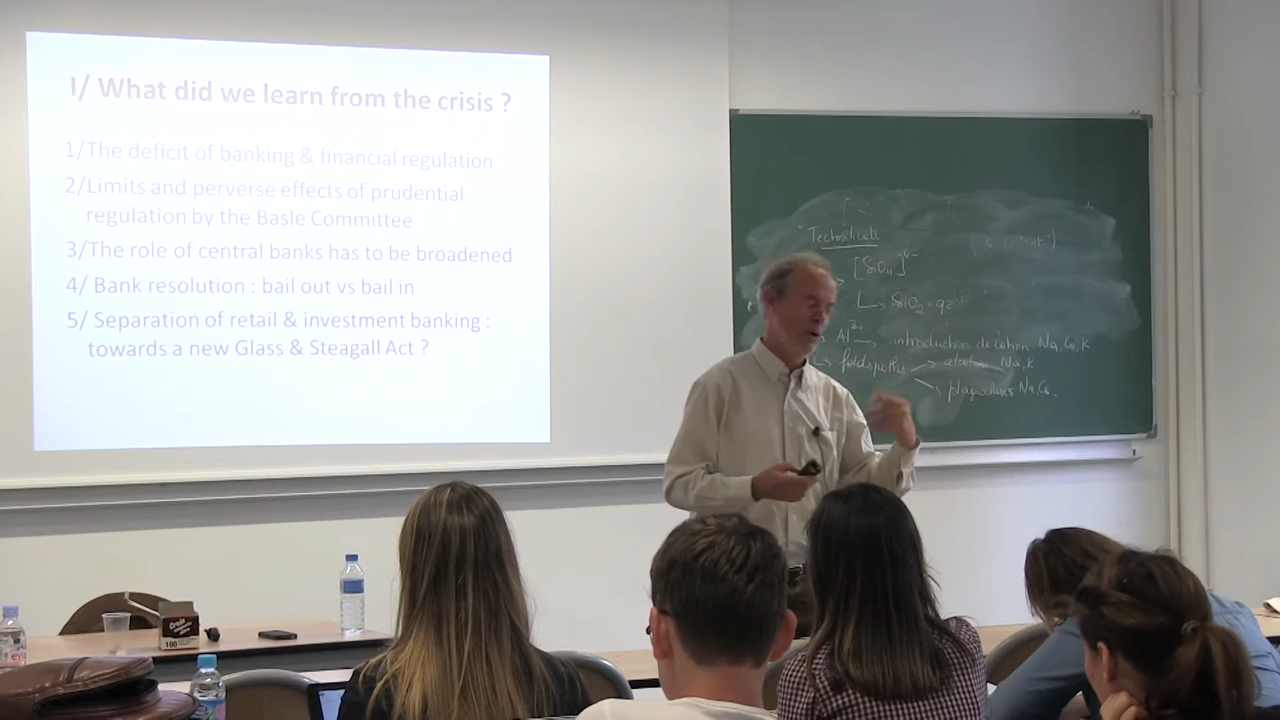 I/ What did we learn from the crisis ?
1/The deficit of banking & financial regulation
2/Limits and perverse effects of prudential
regulation by the Basle Committee
3/The role of central banks has to be broadened
4/ Bank resolution : bail out vs bail in
5/ Separation of retail & investment banking :
towards a new Glass & Steagall Act ?
[SiO₄]⁴⁻
SiO₂
introduction de cation Na, Ca, K
Na, K
plagioclases Na, Ca.
100